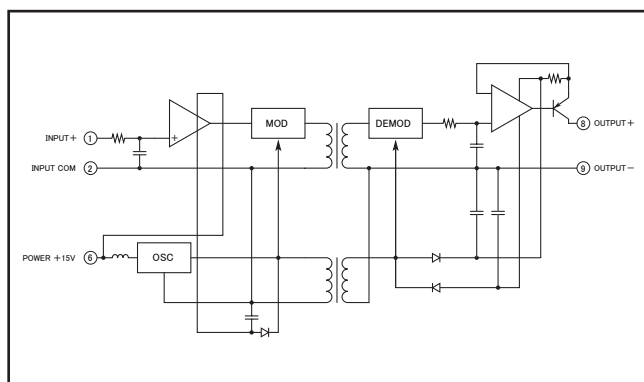 INPUT+ 1
INPUT COM 2
+
MOD
DEMOD
8 OUTPUT+
9 OUTPUT−
POWER +15V 6
OSC